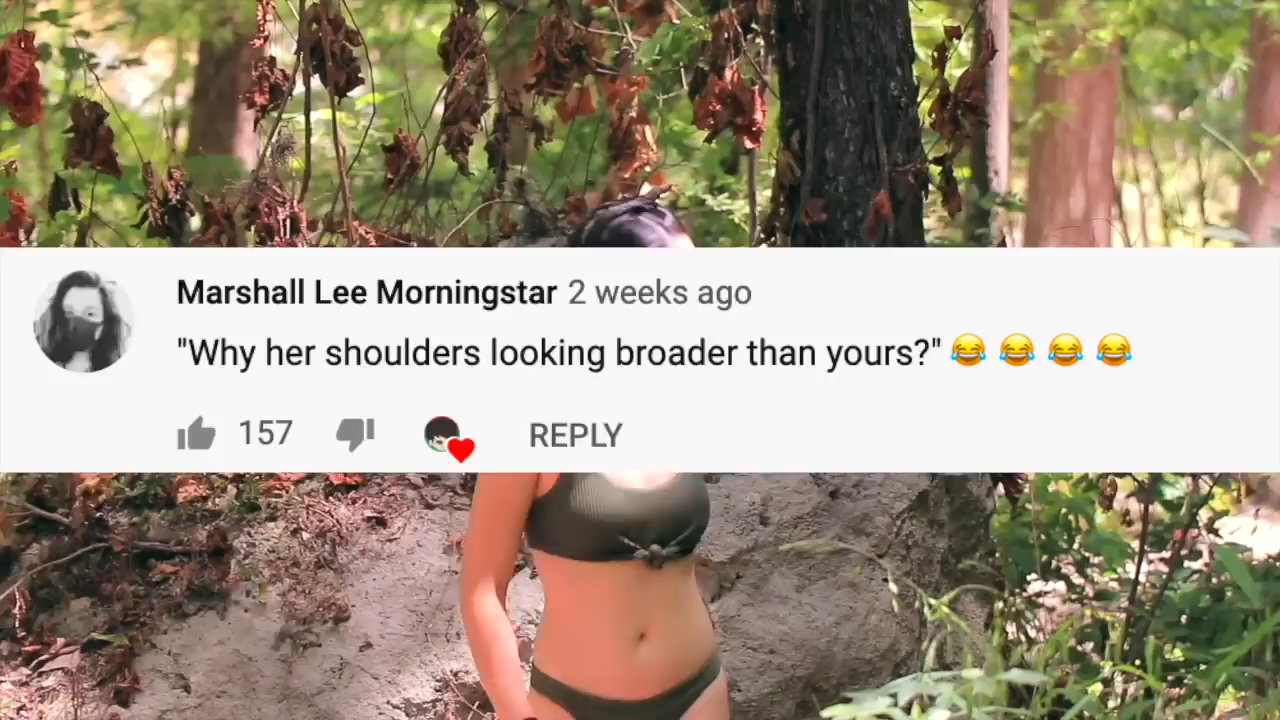 Marshall Lee Morningstar 2 weeks ago
"Why her shoulders looking broader than yours?" 😂 😂 😂 😂
157 REPLY